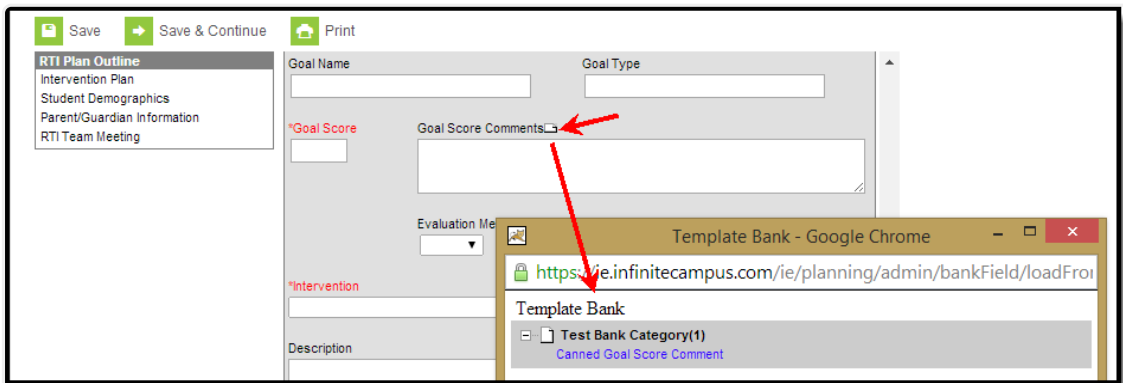 Save Save & Continue Print
RTI Plan Outline
Intervention Plan
Student Demographics
Parent/Guardian Information
RTI Team Meeting
Goal Name Goal Type
*Goal Score Goal Score Comments
Evaluation Me
*Intervention
Description
Template Bank - Google Chrome
https://ie.infinitecampus.com/ie/planning/admin/bankField/loadFro
Template Bank
Test Bank Category(1)
Canned Goal Score Comment